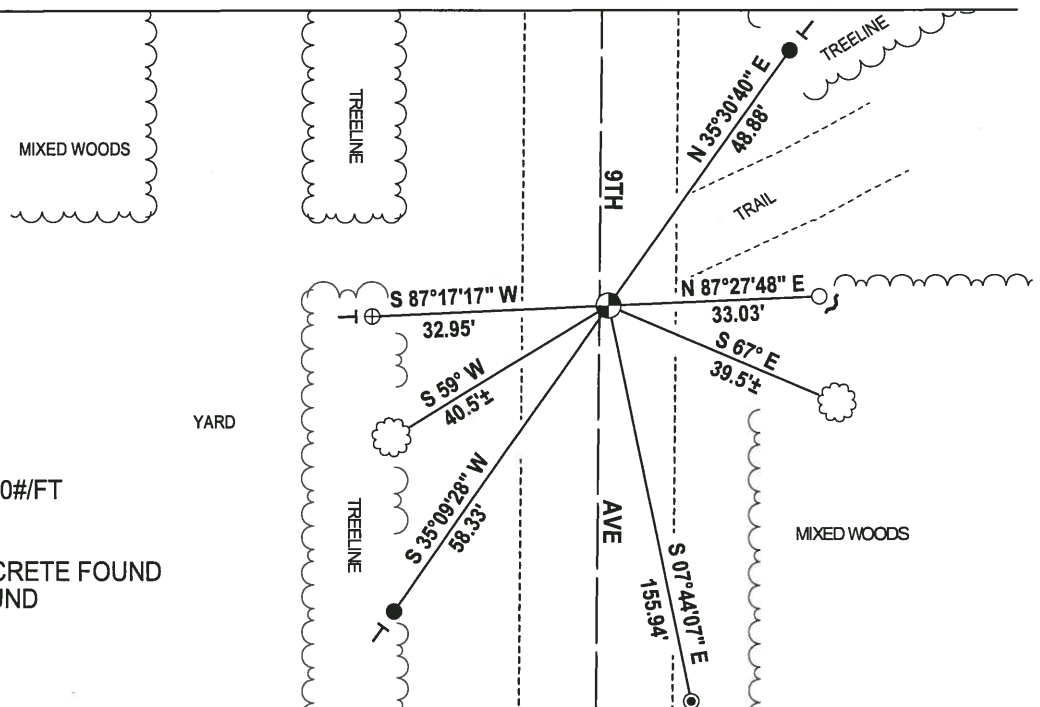 TREELINE
MIXED WOODS
TREELINE
N 35°30'40" E
48.88'
9TH
TRAIL
S 87°17'17" W
32.95'
N 87°27'48" E
33.03'
S 67° E
39.5'±
S 59° W
40.5'±
YARD
0#/FT
S 35°09'28" W
58.33'
TREELINE
AVE
MIXED WOODS
S 07°44'07" E
155.94'
CRETE FOUND
UND